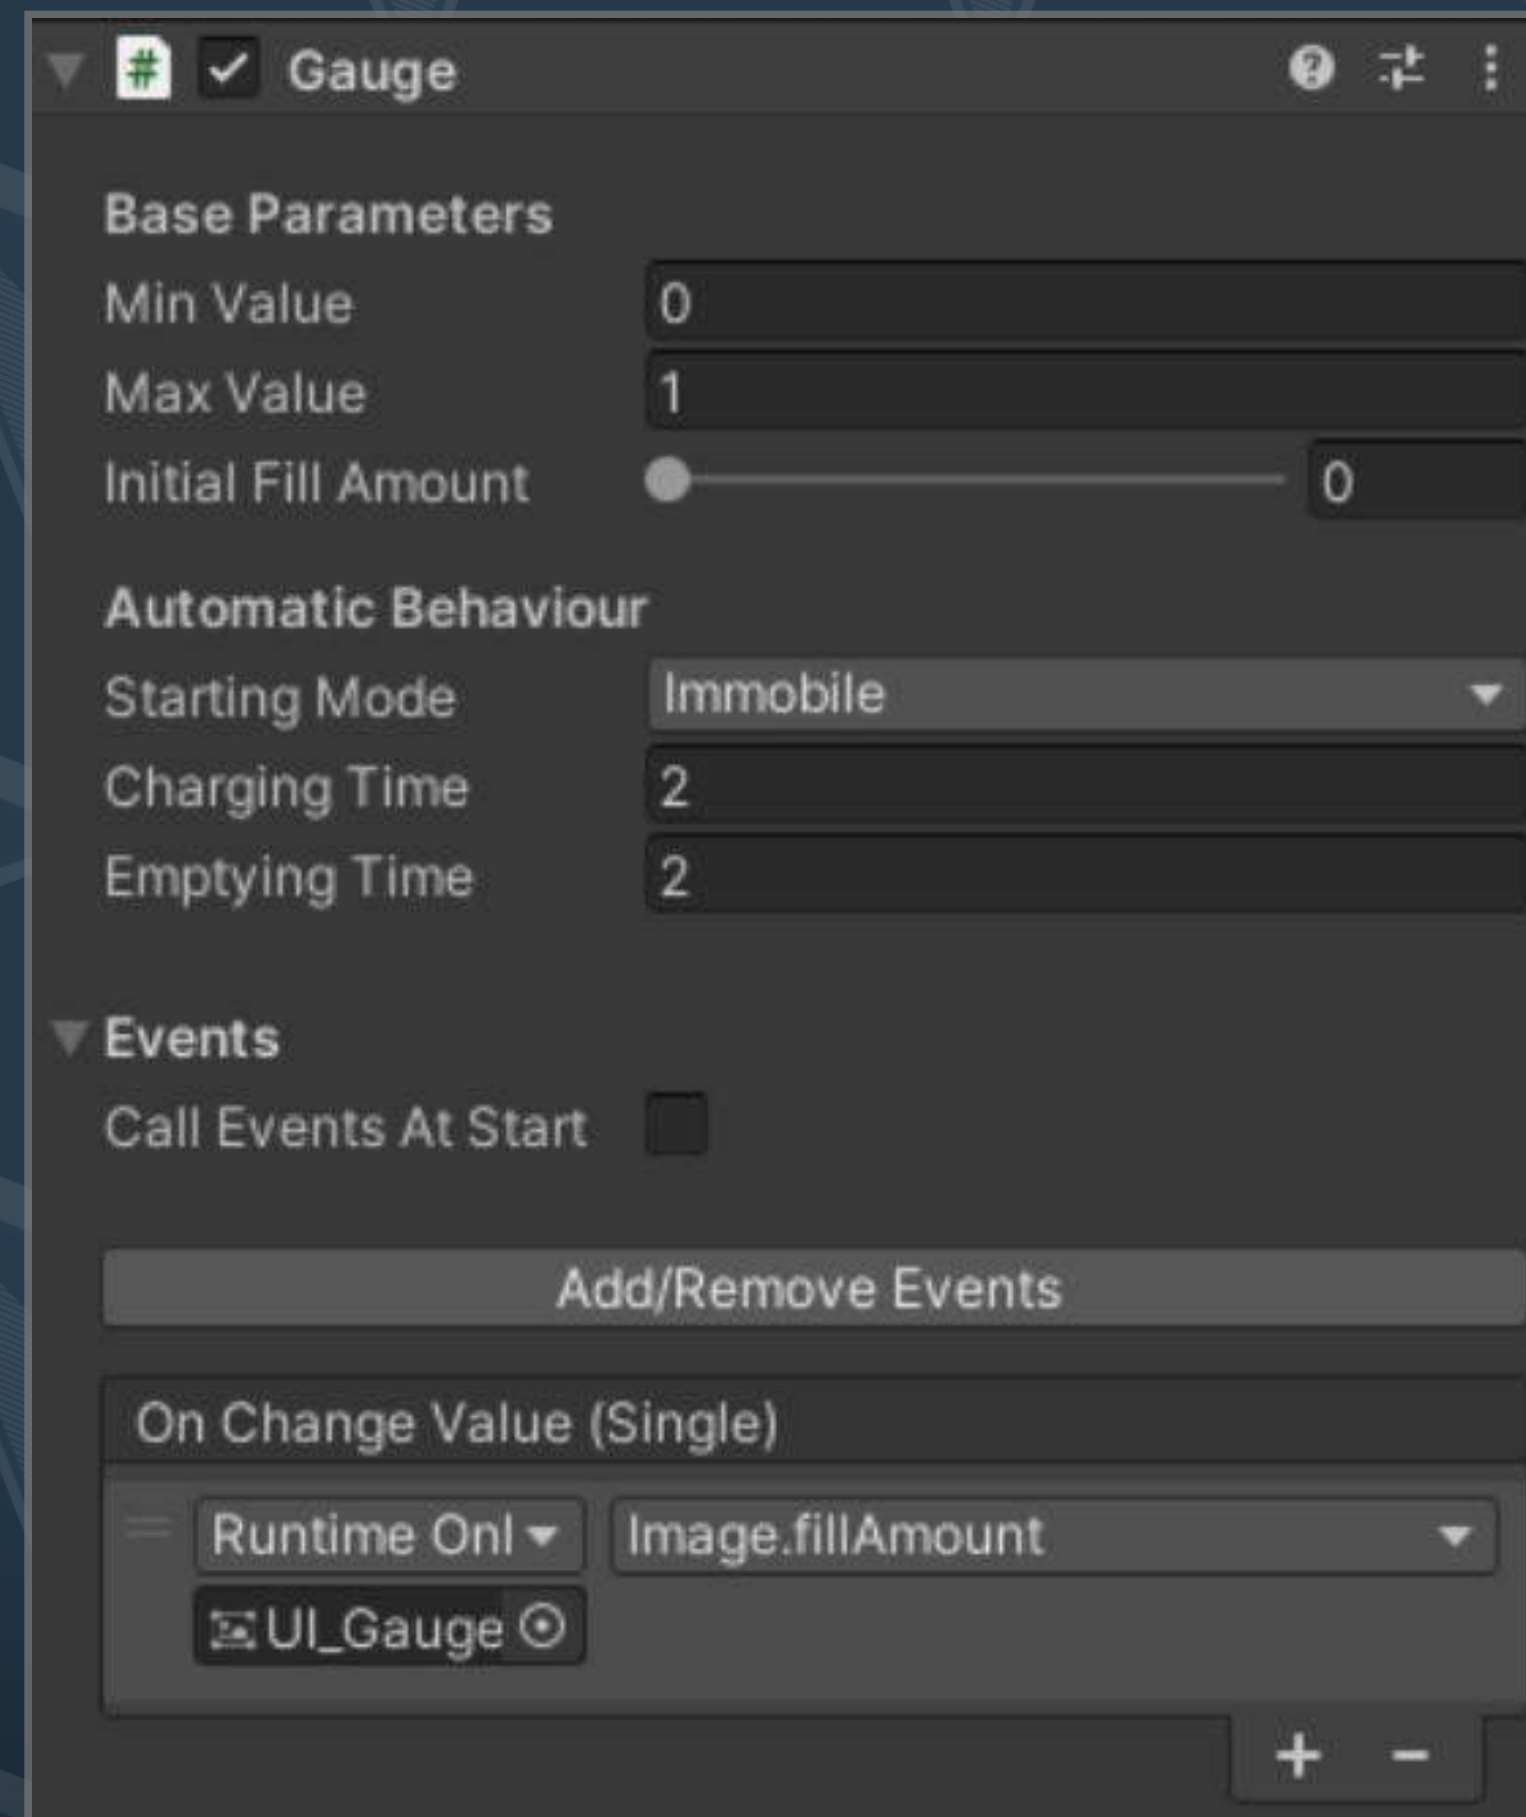 Gauge
Base Parameters
Min Value 0
Max Value 1
Initial Fill Amount 0
Automatic Behaviour
Starting Mode Immobile
Charging Time 2
Emptying Time 2
Events
Call Events At Start
Add/Remove Events
On Change Value (Single)
Runtime Onl Image.fillAmount
UI_Gauge